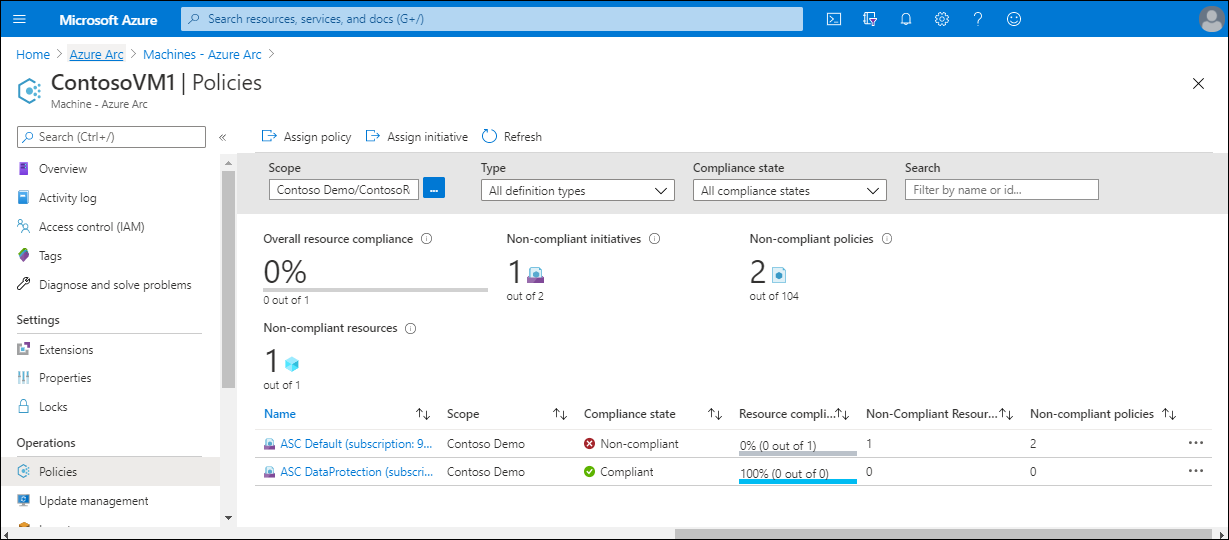 Microsoft Azure
Search resources, services, and docs (G+/)
Home > Azure Arc > Machines - Azure Arc >
ContosoVM1 | Policies
Machine - Azure Arc
Search (Ctrl+/)
«
Overview
Activity log
Access control (IAM)
Tags
Diagnose and solve problems
Settings
Extensions
Properties
Locks
Operations
Policies
Update management
Assign policy
Assign initiative
Refresh
Scope
Type
Compliance state
Search
Contoso Demo/ContosoR
...
All definition types
All compliance states
Filter by name or id...
Overall resource compliance
0%
0 out of 1
Non-compliant initiatives
1
out of 2
Non-compliant policies
2
out of 104
Non-compliant resources
1
out of 1
Name Scope Compliance state Resource compli... Non-Compliant Resour... Non-compliant policies
ASC Default (subscription: 9... Contoso Demo Non-compliant 0% (0 out of 1) 1 2 ...
ASC DataProtection (subscri... Contoso Demo Compliant 100% (0 out of 0) 0 0 ...